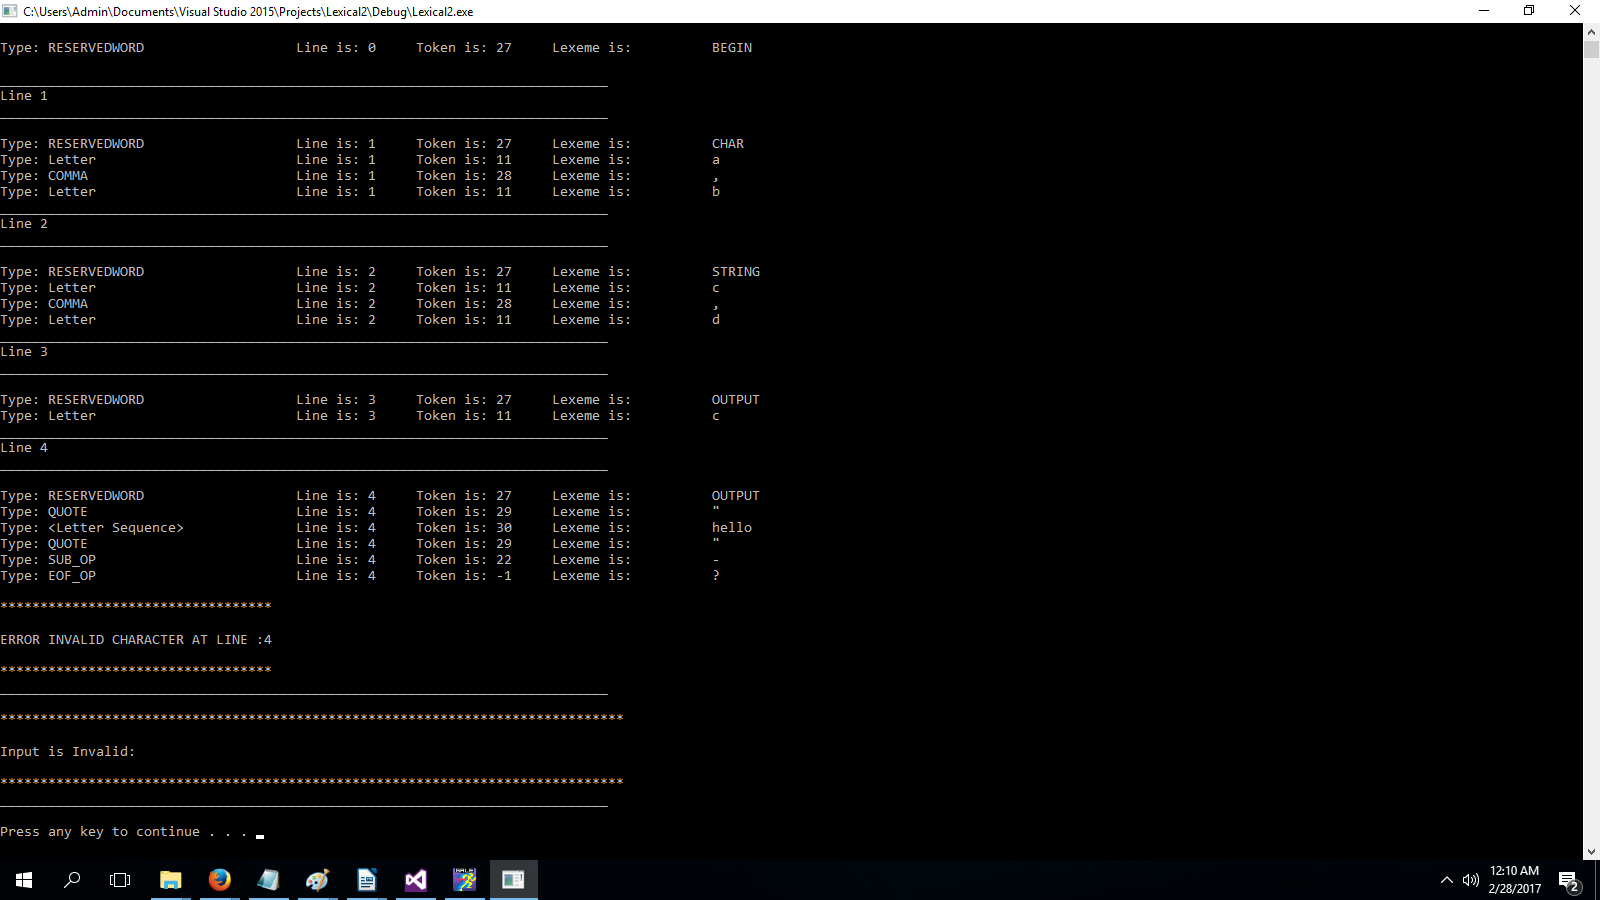 C:\Users\Admin\Documents\Visual Studio 2015\Projects\Lexical2\Debug\Lexical2.exe
Type: RESERVEDWORD Line is: 0 Token is: 27 Lexeme is: BEGIN
____________________________________________________________________________
Line 1
____________________________________________________________________________
Type: RESERVEDWORD Line is: 1 Token is: 27 Lexeme is: CHAR
Type: Letter Line is: 1 Token is: 11 Lexeme is: a
Type: COMMA Line is: 1 Token is: 28 Lexeme is: ,
Type: Letter Line is: 1 Token is: 11 Lexeme is: b
____________________________________________________________________________
Line 2
____________________________________________________________________________
Type: RESERVEDWORD Line is: 2 Token is: 27 Lexeme is: STRING
Type: Letter Line is: 2 Token is: 11 Lexeme is: c
Type: COMMA Line is: 2 Token is: 28 Lexeme is: ,
Type: Letter Line is: 2 Token is: 11 Lexeme is: d
____________________________________________________________________________
Line 3
____________________________________________________________________________
Type: RESERVEDWORD Line is: 3 Token is: 27 Lexeme is: OUTPUT
Type: Letter Line is: 3 Token is: 11 Lexeme is: c
____________________________________________________________________________
Line 4
____________________________________________________________________________
Type: RESERVEDWORD Line is: 4 Token is: 27 Lexeme is: OUTPUT
Type: QUOTE Line is: 4 Token is: 29 Lexeme is: "
Type: <Letter Sequence> Line is: 4 Token is: 30 Lexeme is: hello
Type: QUOTE Line is: 4 Token is: 29 Lexeme is: "
Type: SUB_OP Line is: 4 Token is: 22 Lexeme is: -
Type: EOF_OP Line is: 4 Token is: -1 Lexeme is: ?
**********************************
ERROR INVALID CHARACTER AT LINE :4
**********************************
____________________________________________________________________________
******************************************************************************
Input is Invalid:
******************************************************************************
____________________________________________________________________________
Press any key to continue . . .
12:10 AM
2/28/2017
2